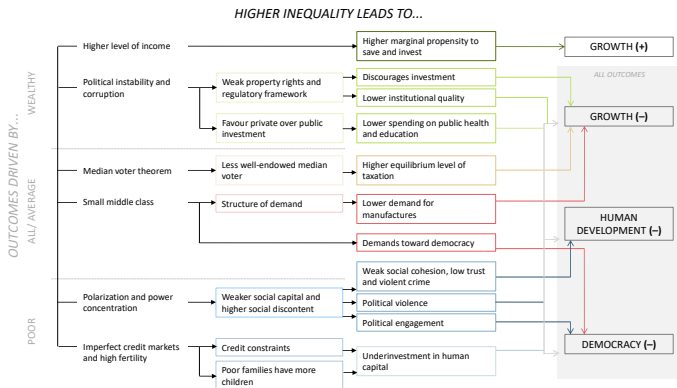 HIGHER INEQUALITY LEADS TO...
OUTCOMES DRIVEN BY...
WEALTHY
ALL/ AVERAGE
POOR
Higher level of income
Higher marginal propensity to
save and invest
GROWTH (+)
ALL OUTCOMES
Political instability and
corruption
Weak property rights and
regulatory framework
Discourages investment
Lower institutional quality
GROWTH (–)
Favour private over public
investment
Lower spending on public health
and education
Median voter theorem
Less well-endowed median
voter
Higher equilibrium level of
taxation
Small middle class
Structure of demand
Lower demand for
manufactures
Demands toward democracy
HUMAN
DEVELOPMENT (–)
Polarization and power
concentration
Weaker social capital and
higher social discontent
Weak social cohesion, low trust
and violent crime
Political violence
Political engagement
DEMOCRACY (–)
Imperfect credit markets
and high fertility
Credit constraints
Poor families have more
children
Underinvestment in human
capital